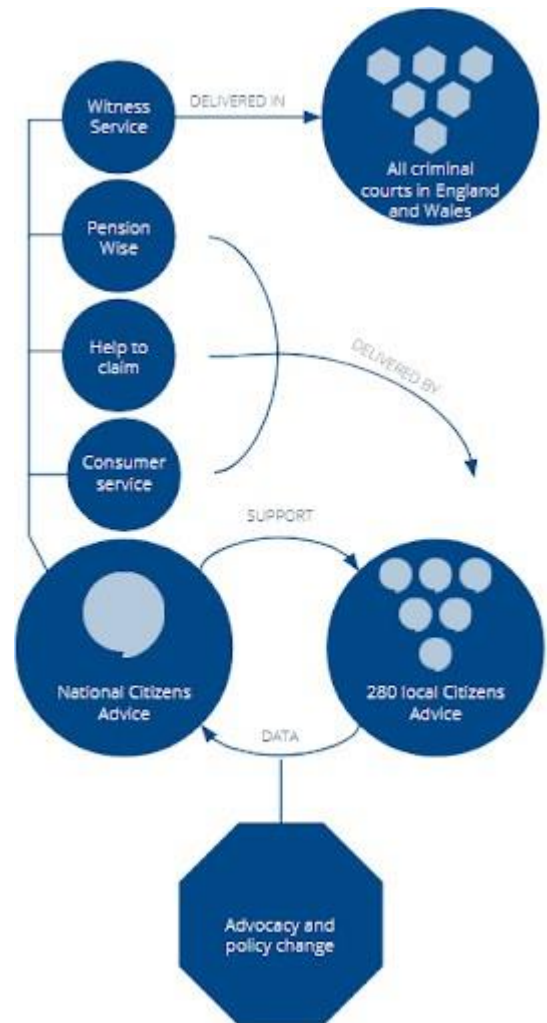 Witness
Service
DELIVERED IN
All criminal
courts in England
and Wales
Pension
Wise
Help to
claim
DELIVERED BY
Consumer
service
SUPPORT
National Citizens
Advice
280 local Citizens
Advice
DATA
Advocacy and
policy change